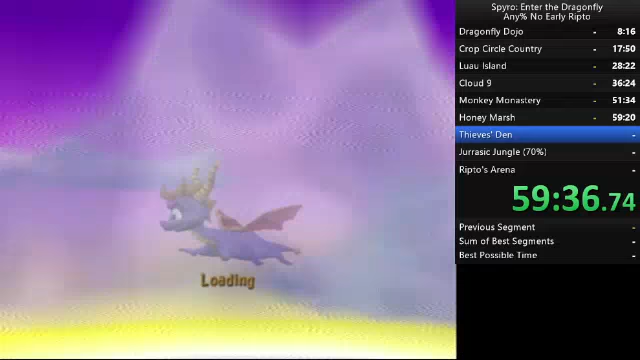 Spyro: Enter the Dragonfly
Any% No Early Ripto
Dragonfly Dojo - 8:16
Crop Circle Country - 17:50
Luau Island - 28:22
Cloud 9 - 36:24
Monkey Monastery - 51:34
Honey Marsh - 59:20
Thieves' Den -
Jurrasic Jungle (70%) -
Ripto's Arena -
59:36.74
Previous Segment -
Sum of Best Segments -
Best Possible Time -
Loading